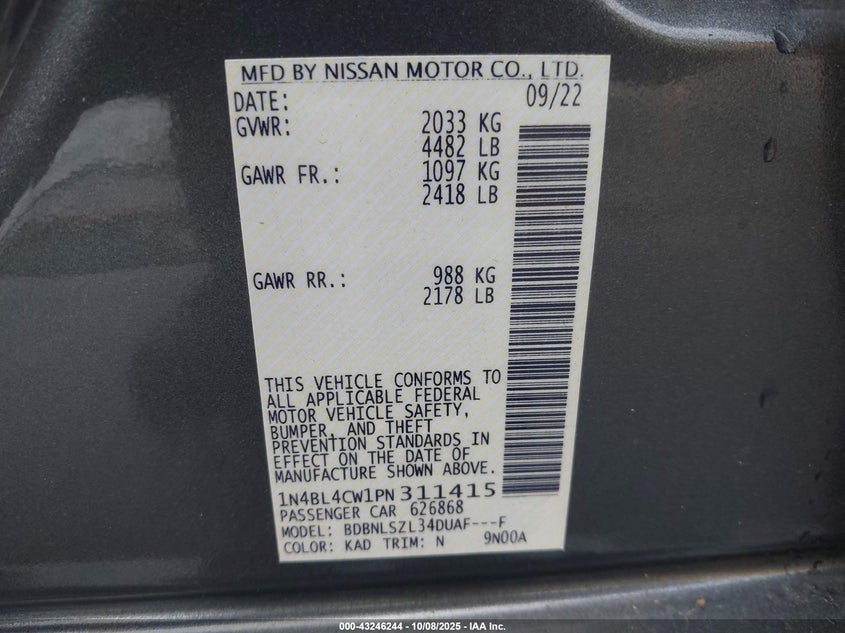 MFD BY NISSAN MOTOR CO., LTD.
DATE: 09/22
GVWR: 2033 KG
4482 LB
GAWR FR.: 1097 KG
2418 LB
GAWR RR.: 988 KG
2178 LB
THIS VEHICLE CONFORMS TO
ALL APPLICABLE FEDERAL
MOTOR VEHICLE SAFETY,
BUMPER, AND THEFT
PREVENTION STANDARDS IN
EFFECT ON THE DATE OF
MANUFACTURE SHOWN ABOVE.
1N4BL4CW1PN311415
PASSENGER CAR 626868
MODEL: BDBNLSZL34DUAF---F
COLOR: KAD TRIM: N 9N00A
000-43246244 | 10/08/2025 | IAA Inc.